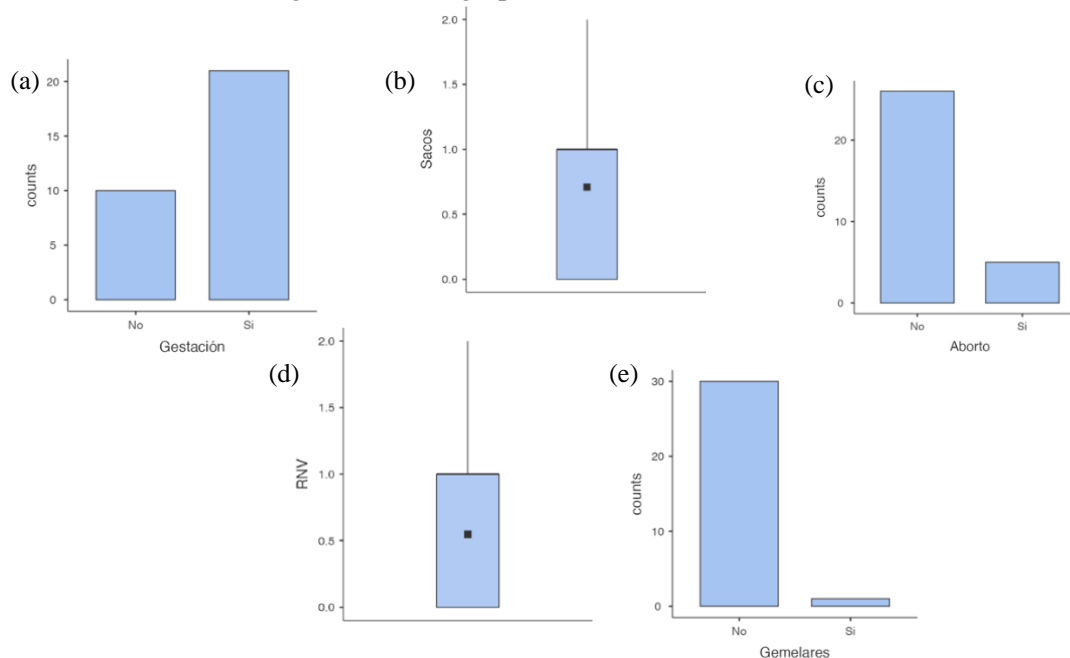 (a)
20
15
10
5
0
counts
No
Si
Gestación
(b)
2.0
1.5
1.0
0.5
0.0
Sacos
(c)
20
10
0
counts
No
Si
Aborto
(d)
2.0
1.5
1.0
0.5
0.0
RNV
(e)
30
20
10
0
counts
No
Si
Gemelares